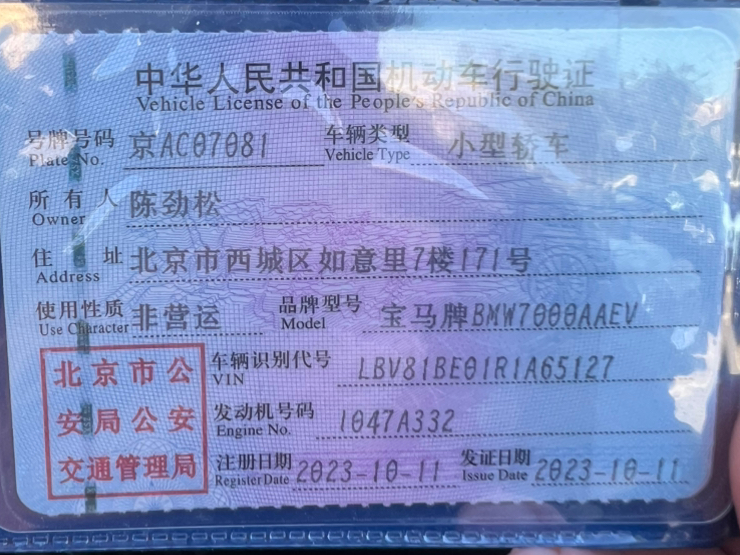 中华人民共和国机动车行驶证
Vehicle License of the People's Republic of China
号牌号码 京AC07081 车辆类型 小型轿车
Plate No. Vehicle Type
所有人 陈劲松
Owner
住址 北京市西城区如意里7楼171号
Address
使用性质 非营运 品牌型号 宝马牌BMW7000AAEV
Use Character Model
北京市公 车辆识别代号 LBV81BE01R1A65127
VIN
安局公安 发动机号码 1047A332
Engine No.
交通管理局 注册日期 2023-10-11 发证日期 2023-10-11
Register Date Issue Date